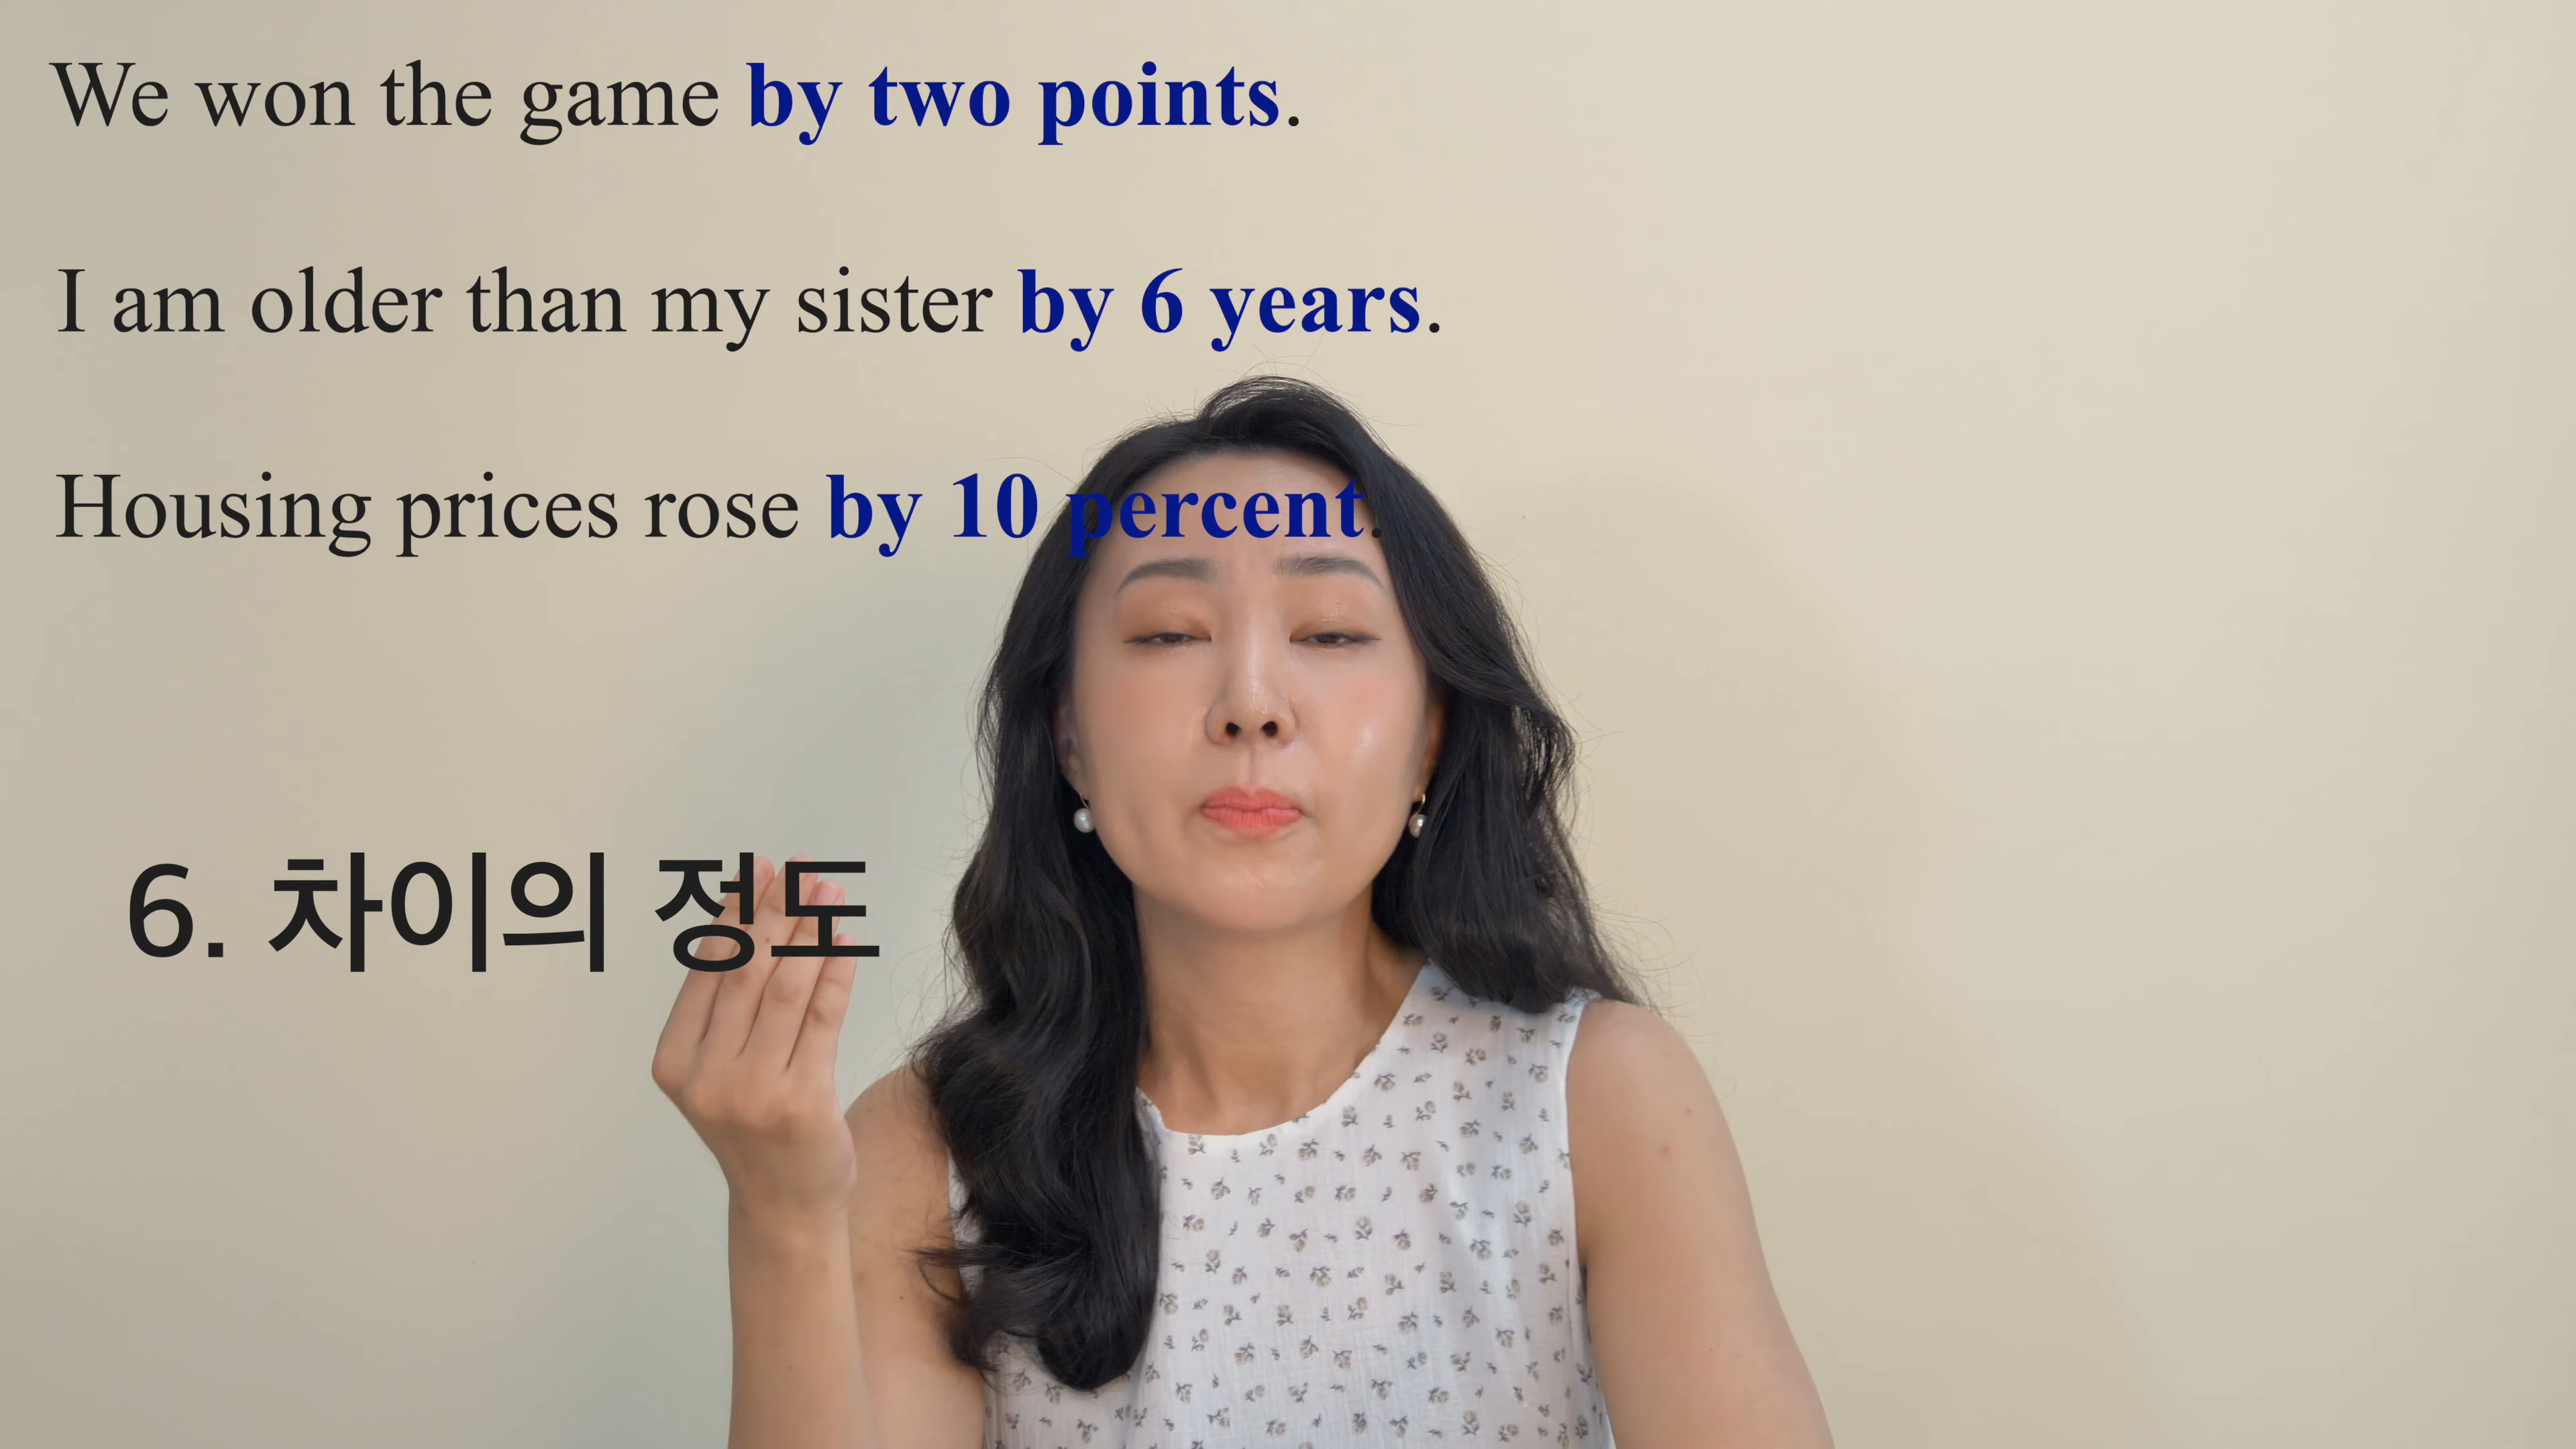 We won the game by two points.
I am older than my sister by 6 years.
Housing prices rose by 10 percent.
6. 차이의 정도